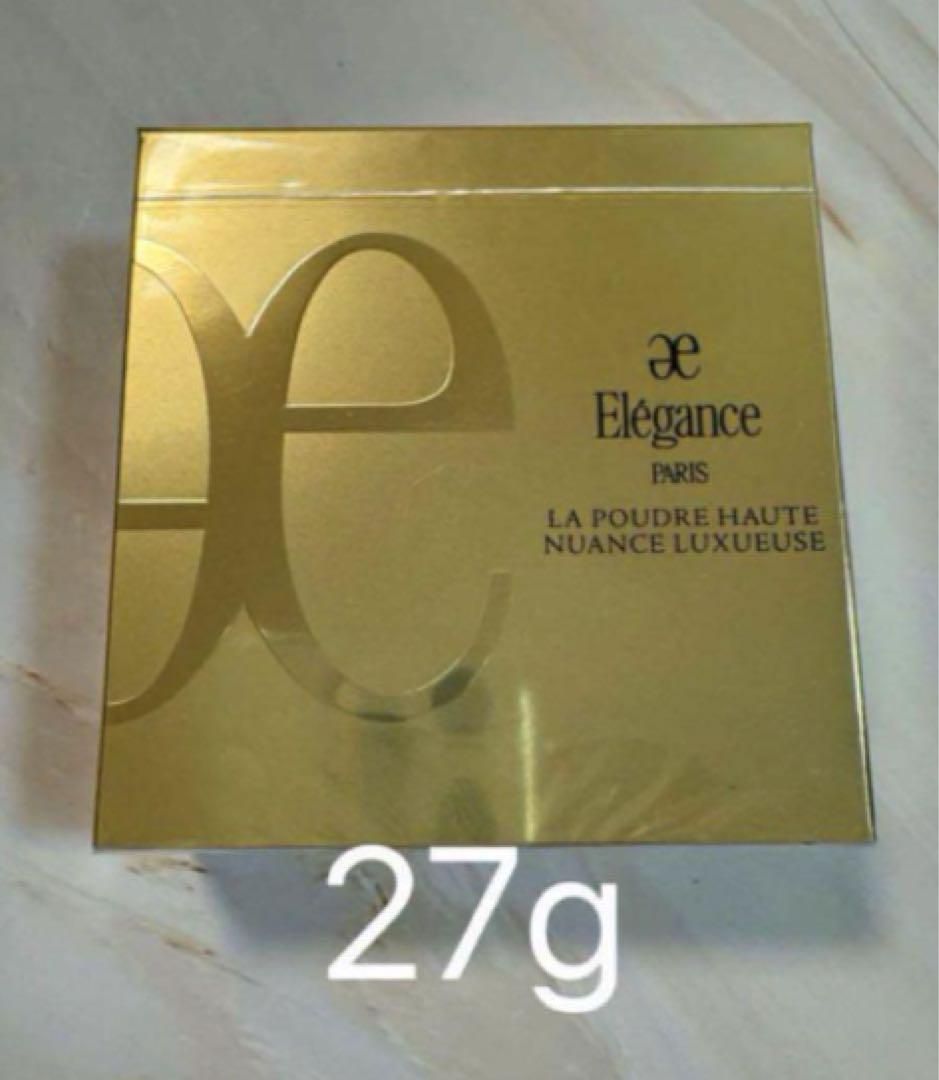 æ
Elégance
PARIS
LA POUDRE HAUTE
NUANCE LUXUEUSE
27g